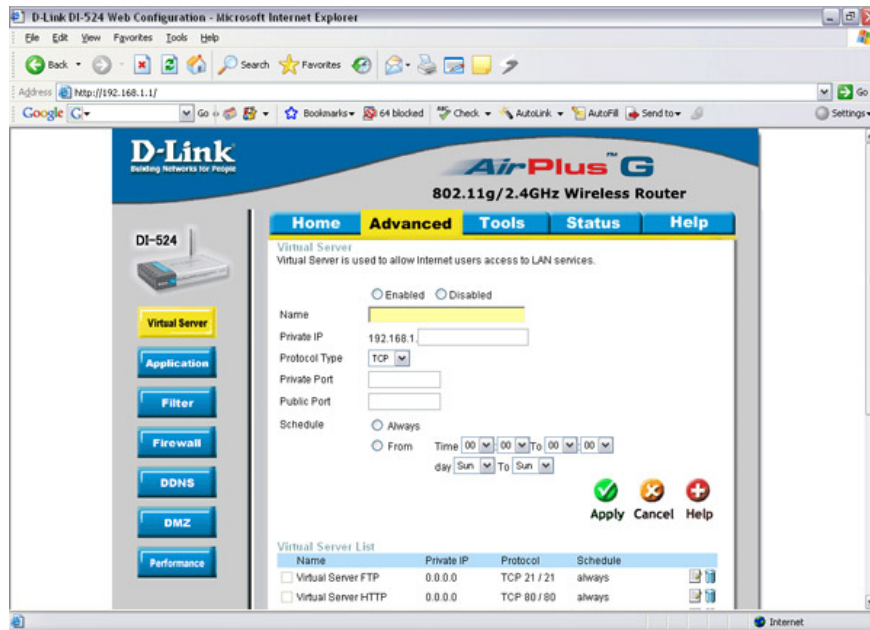 D-Link DI-524 Web Configuration - Microsoft Internet Explorer
File Edit View Favorites Tools Help
Back Search Favorites
Address http://192.168.1.1/ Go
Google G Go Bookmarks 64 blocked Check AutoLink AutoFill Send to Settings
D-Link
Building Networks for People
AirPlus G™
802.11g/2.4GHz Wireless Router
DI-524
Home Advanced Tools Status Help
Virtual Server
Application
Filter
Firewall
DDNS
DMZ
Performance
Virtual Server
Virtual Server is used to allow Internet users access to LAN services.
Enabled Disabled
Name
Private IP 192.168.1.
Protocol Type TCP
Private Port
Public Port
Schedule Always
From Time 00 : 00 To 00 : 00
day Sun To Sun
Apply Cancel Help
Virtual Server List
Name Private IP Protocol Schedule
Virtual Server FTP 0.0.0.0 TCP 21 / 21 always
Virtual Server HTTP 0.0.0.0 TCP 80 / 80 always
Internet